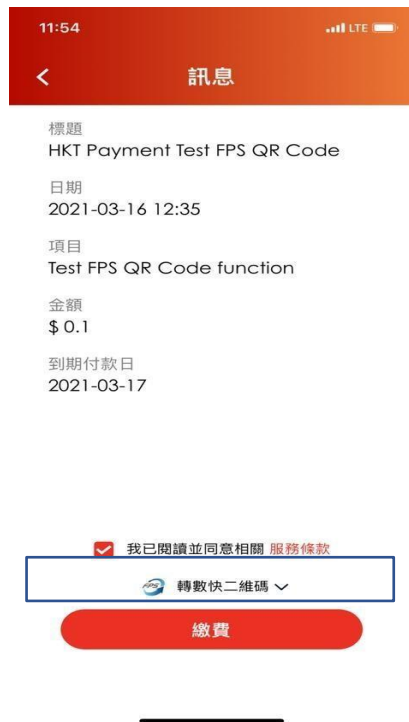 11:54
LTE
訊息
標題
HKT Payment Test FPS QR Code
日期
2021-03-16 12:35
項目
Test FPS QR Code function
金額
$ 0.1
到期付款日
2021-03-17
我已閱讀並同意相關 服務條款
FPS 轉數快二維碼
繳費